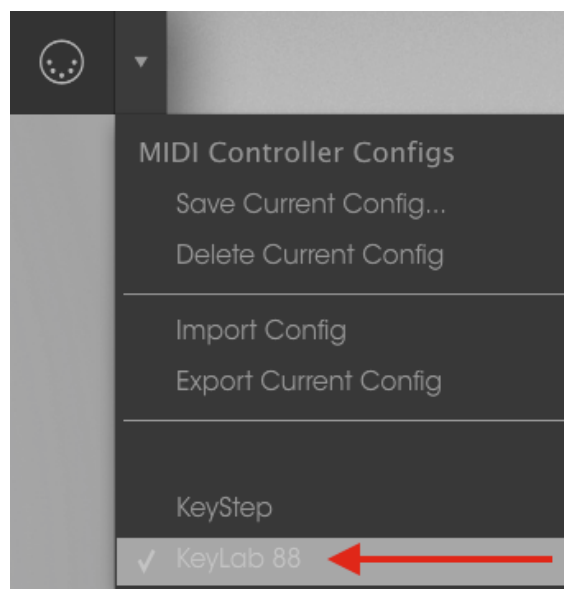 MIDI Controller Configs
Save Current Config...
Delete Current Config
Import Config
Export Current Config
KeyStep
KeyLab 88